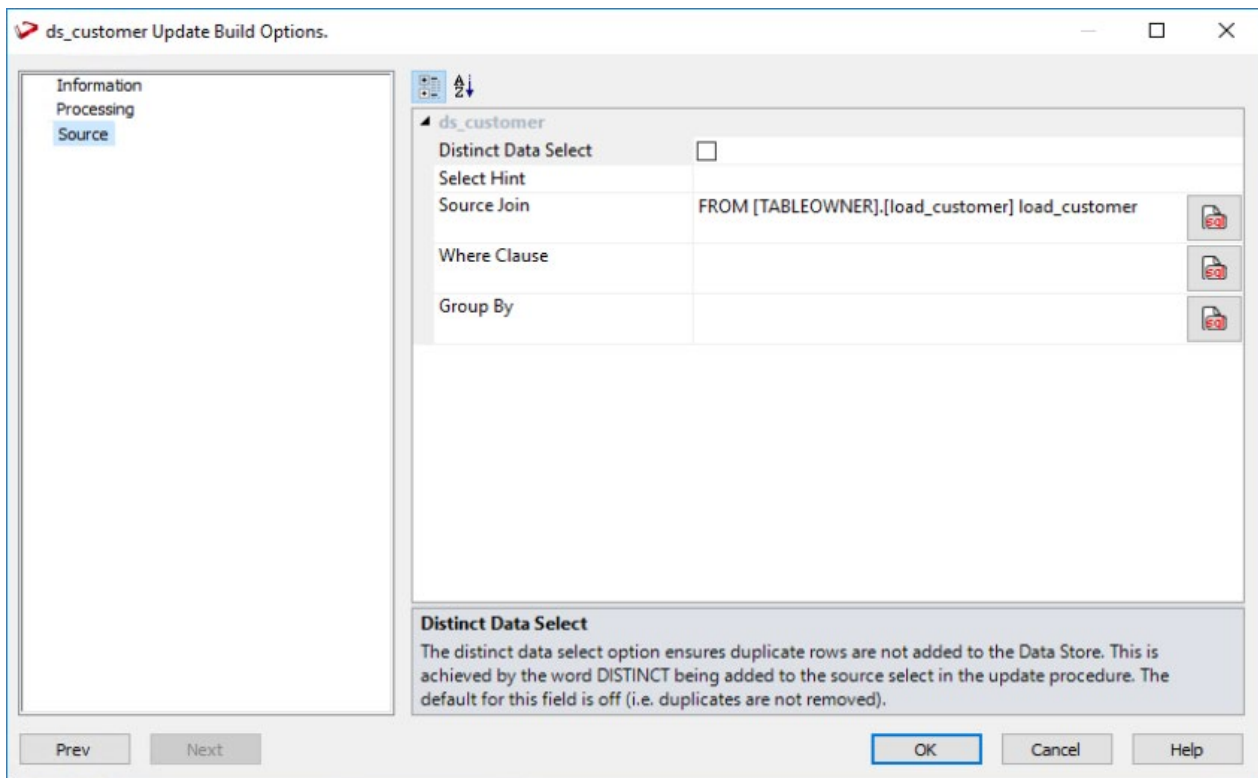 ds_customer Update Build Options.
Information
Processing
Source
A
Z
ds_customer
Distinct Data Select
Select Hint
Source Join FROM [TABLEOWNER].[load_customer] load_customer
sql
Where Clause
sql
Group By
sql
Distinct Data Select
The distinct data select option ensures duplicate rows are not added to the Data Store. This is
achieved by the word DISTINCT being added to the source select in the update procedure. The
default for this field is off (i.e. duplicates are not removed).
Prev Next OK Cancel Help